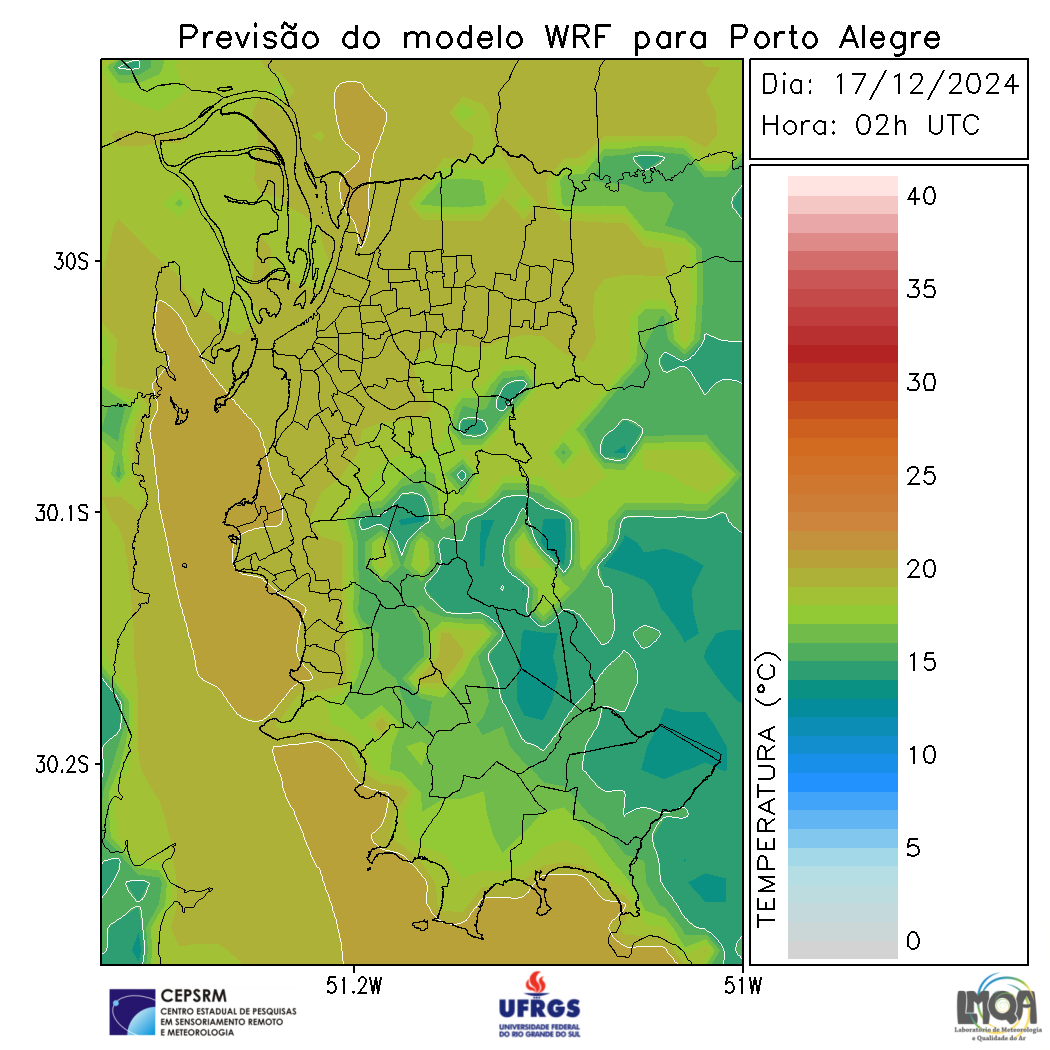 Previsão do modelo WRF para Porto Alegre
Dia: 17/12/2024
Hora: 02h UTC
40
35
30
25
20
15
10
5
0
TEMPERATURA (°C)
30S
30.1S
30.2S
51.2W
51W
CEPSRM
CENTRO ESTADUAL DE PESQUISAS
EM SENSORIAMENTO REMOTO
E METEOROLOGIA
UFRGS
UNIVERSIDADE FEDERAL
DO RIO GRANDE DO SUL
LMQA
Laboratório de Meteorologia
e Qualidade do Ar